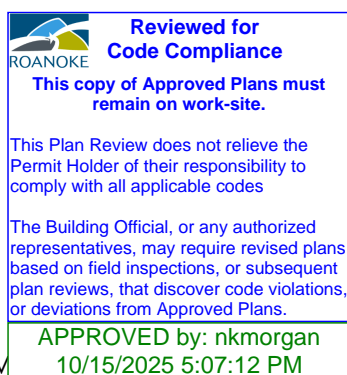 Reviewed for
Code Compliance
ROANOKE
This copy of Approved Plans must
remain on work-site.
This Plan Review does not relieve the
Permit Holder of their responsibility to
comply with all applicable codes
The Building Official, or any authorized
representatives, may require revised plans
based on field inspections, or subsequent
plan reviews, that discover code violations,
or deviations from Approved Plans.
APPROVED by: nkmorgan
10/15/2025 5:07:12 PM